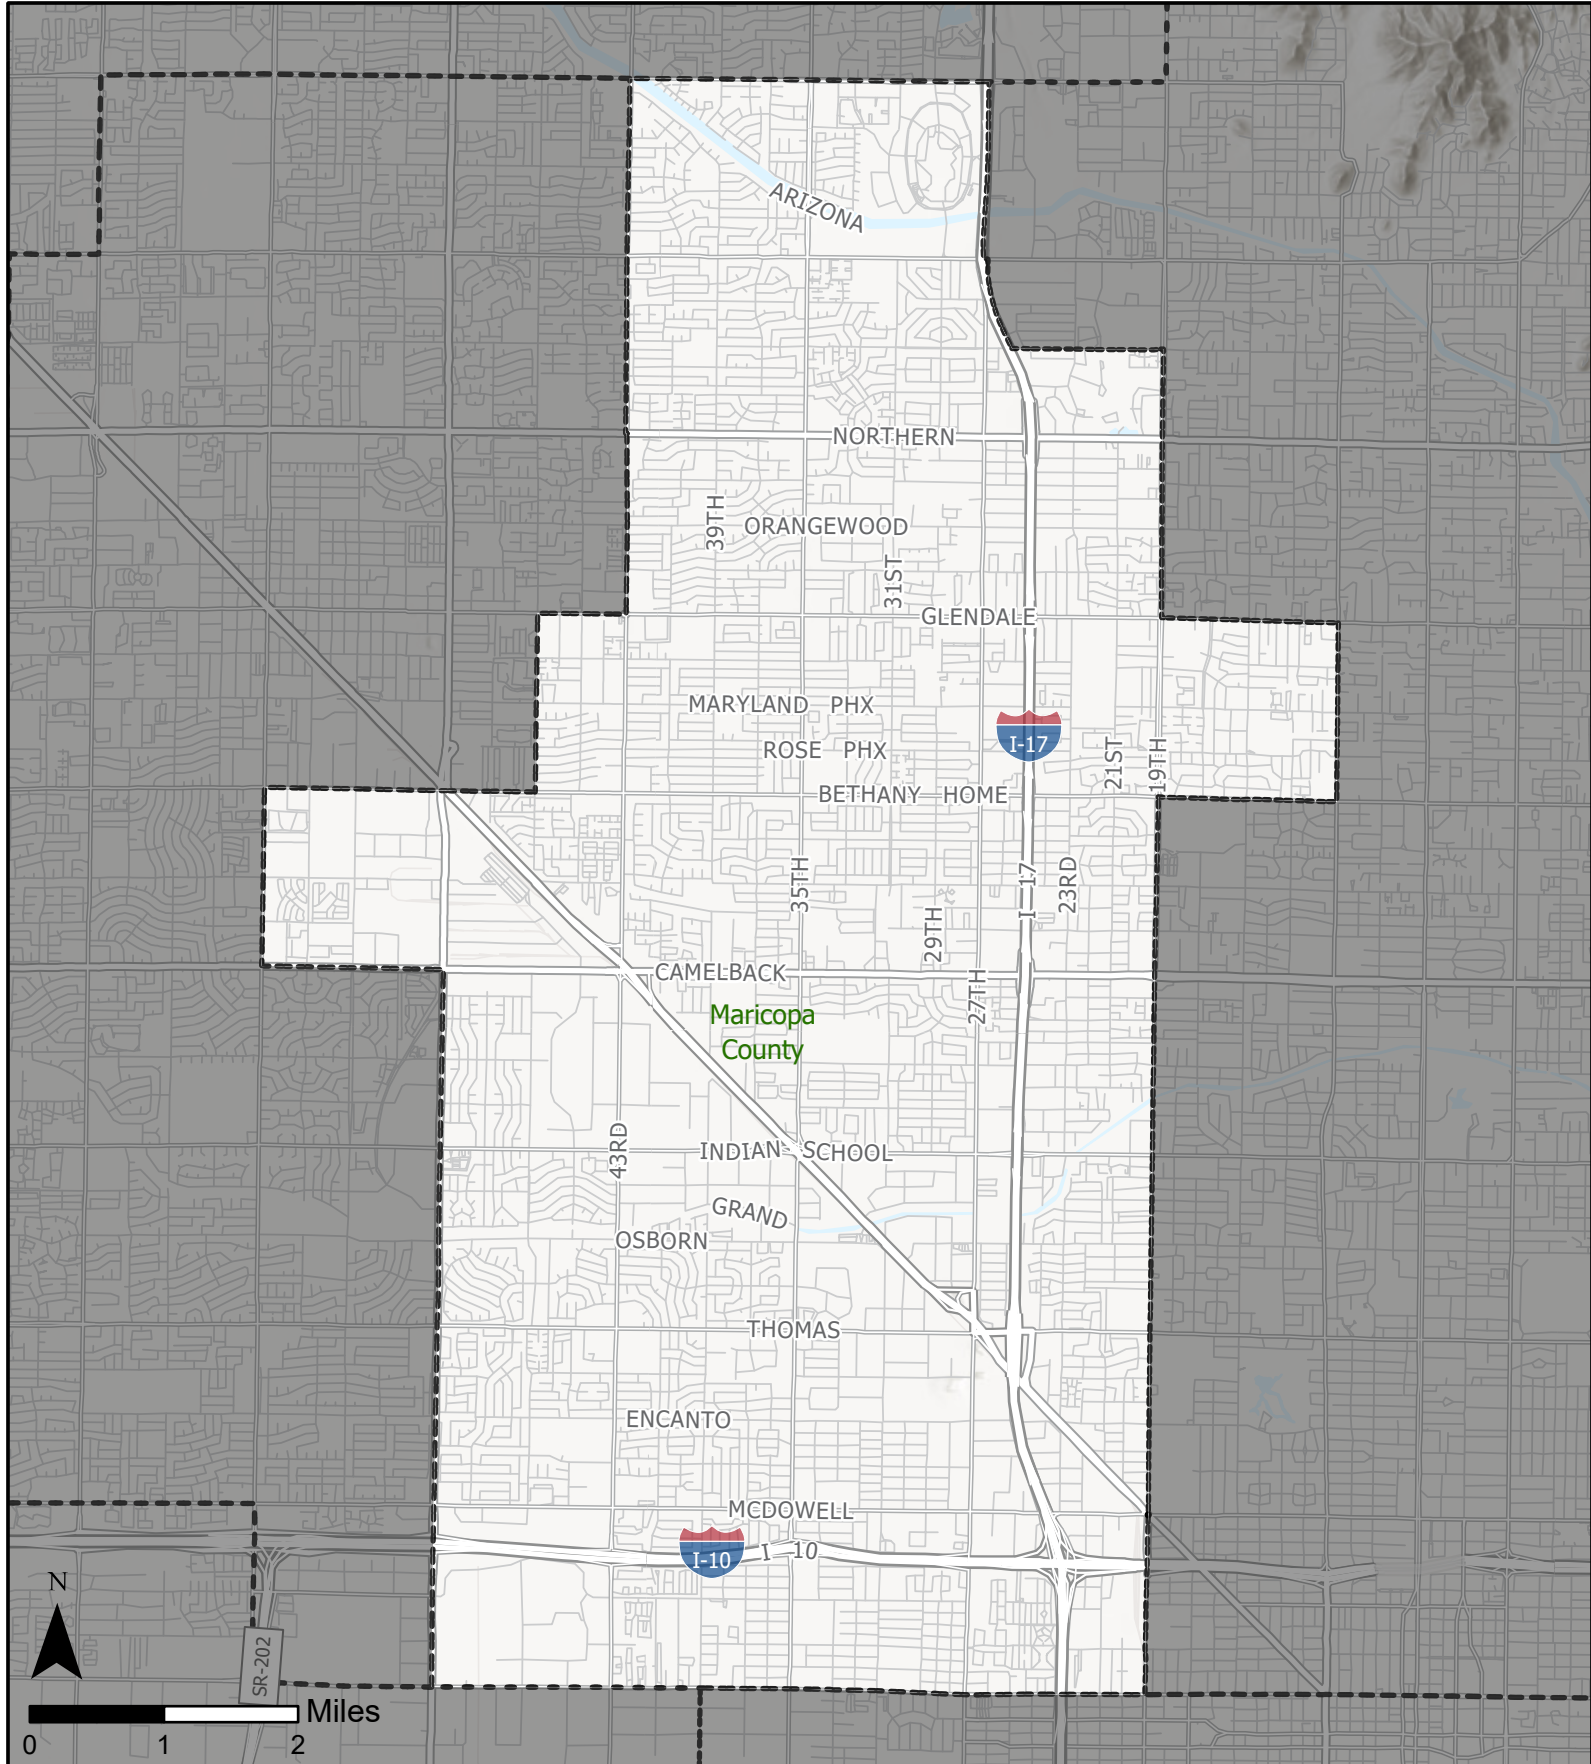 ARIZONA
NORTHERN
39TH
ORANGEWOOD
31ST
GLENDALE
MARYLAND PHX
I-17
ROSE PHX
21ST
19TH
BETHANY HOME
35TH
I 17
23RD
29TH
CAMELBACK
27TH
Maricopa
County
43RD
INDIAN SCHOOL
GRAND
OSBORN
THOMAS
ENCANTO
MCDOWELL
I-10
I 10
N
SR-202
Miles
0 1 2